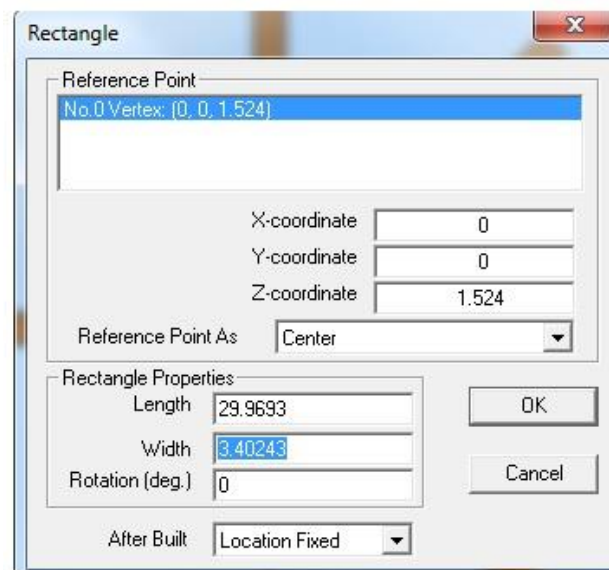 Rectangle
Reference Point
No.0 Vertex: (0, 0, 1.524)
X-coordinate 0
Y-coordinate 0
Z-coordinate 1.524
Reference Point As Center
Rectangle Properties
Length 29.9693
OK
Width 3.40243
Rotation (deg.) 0
Cancel
After Built Location Fixed